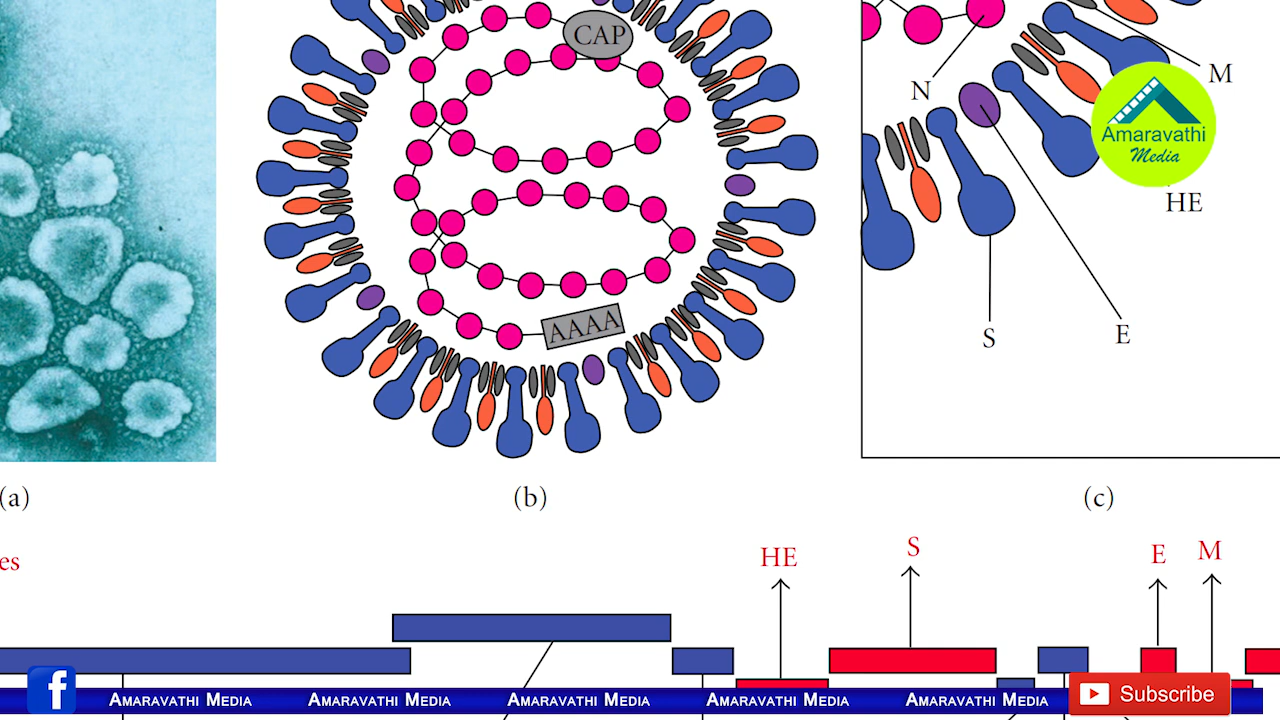 CAP
AAAA
N
M
HE
S
E
Amaravathi
Media
(a)
(b)
(c)
es
HE
S
E
M
f
AMARAVATHI MEDIA
AMARAVATHI MEDIA
AMARAVATHI MEDIA
AMARAVATHI MEDIA
AMARAVATHI MEDIA
Subscribe